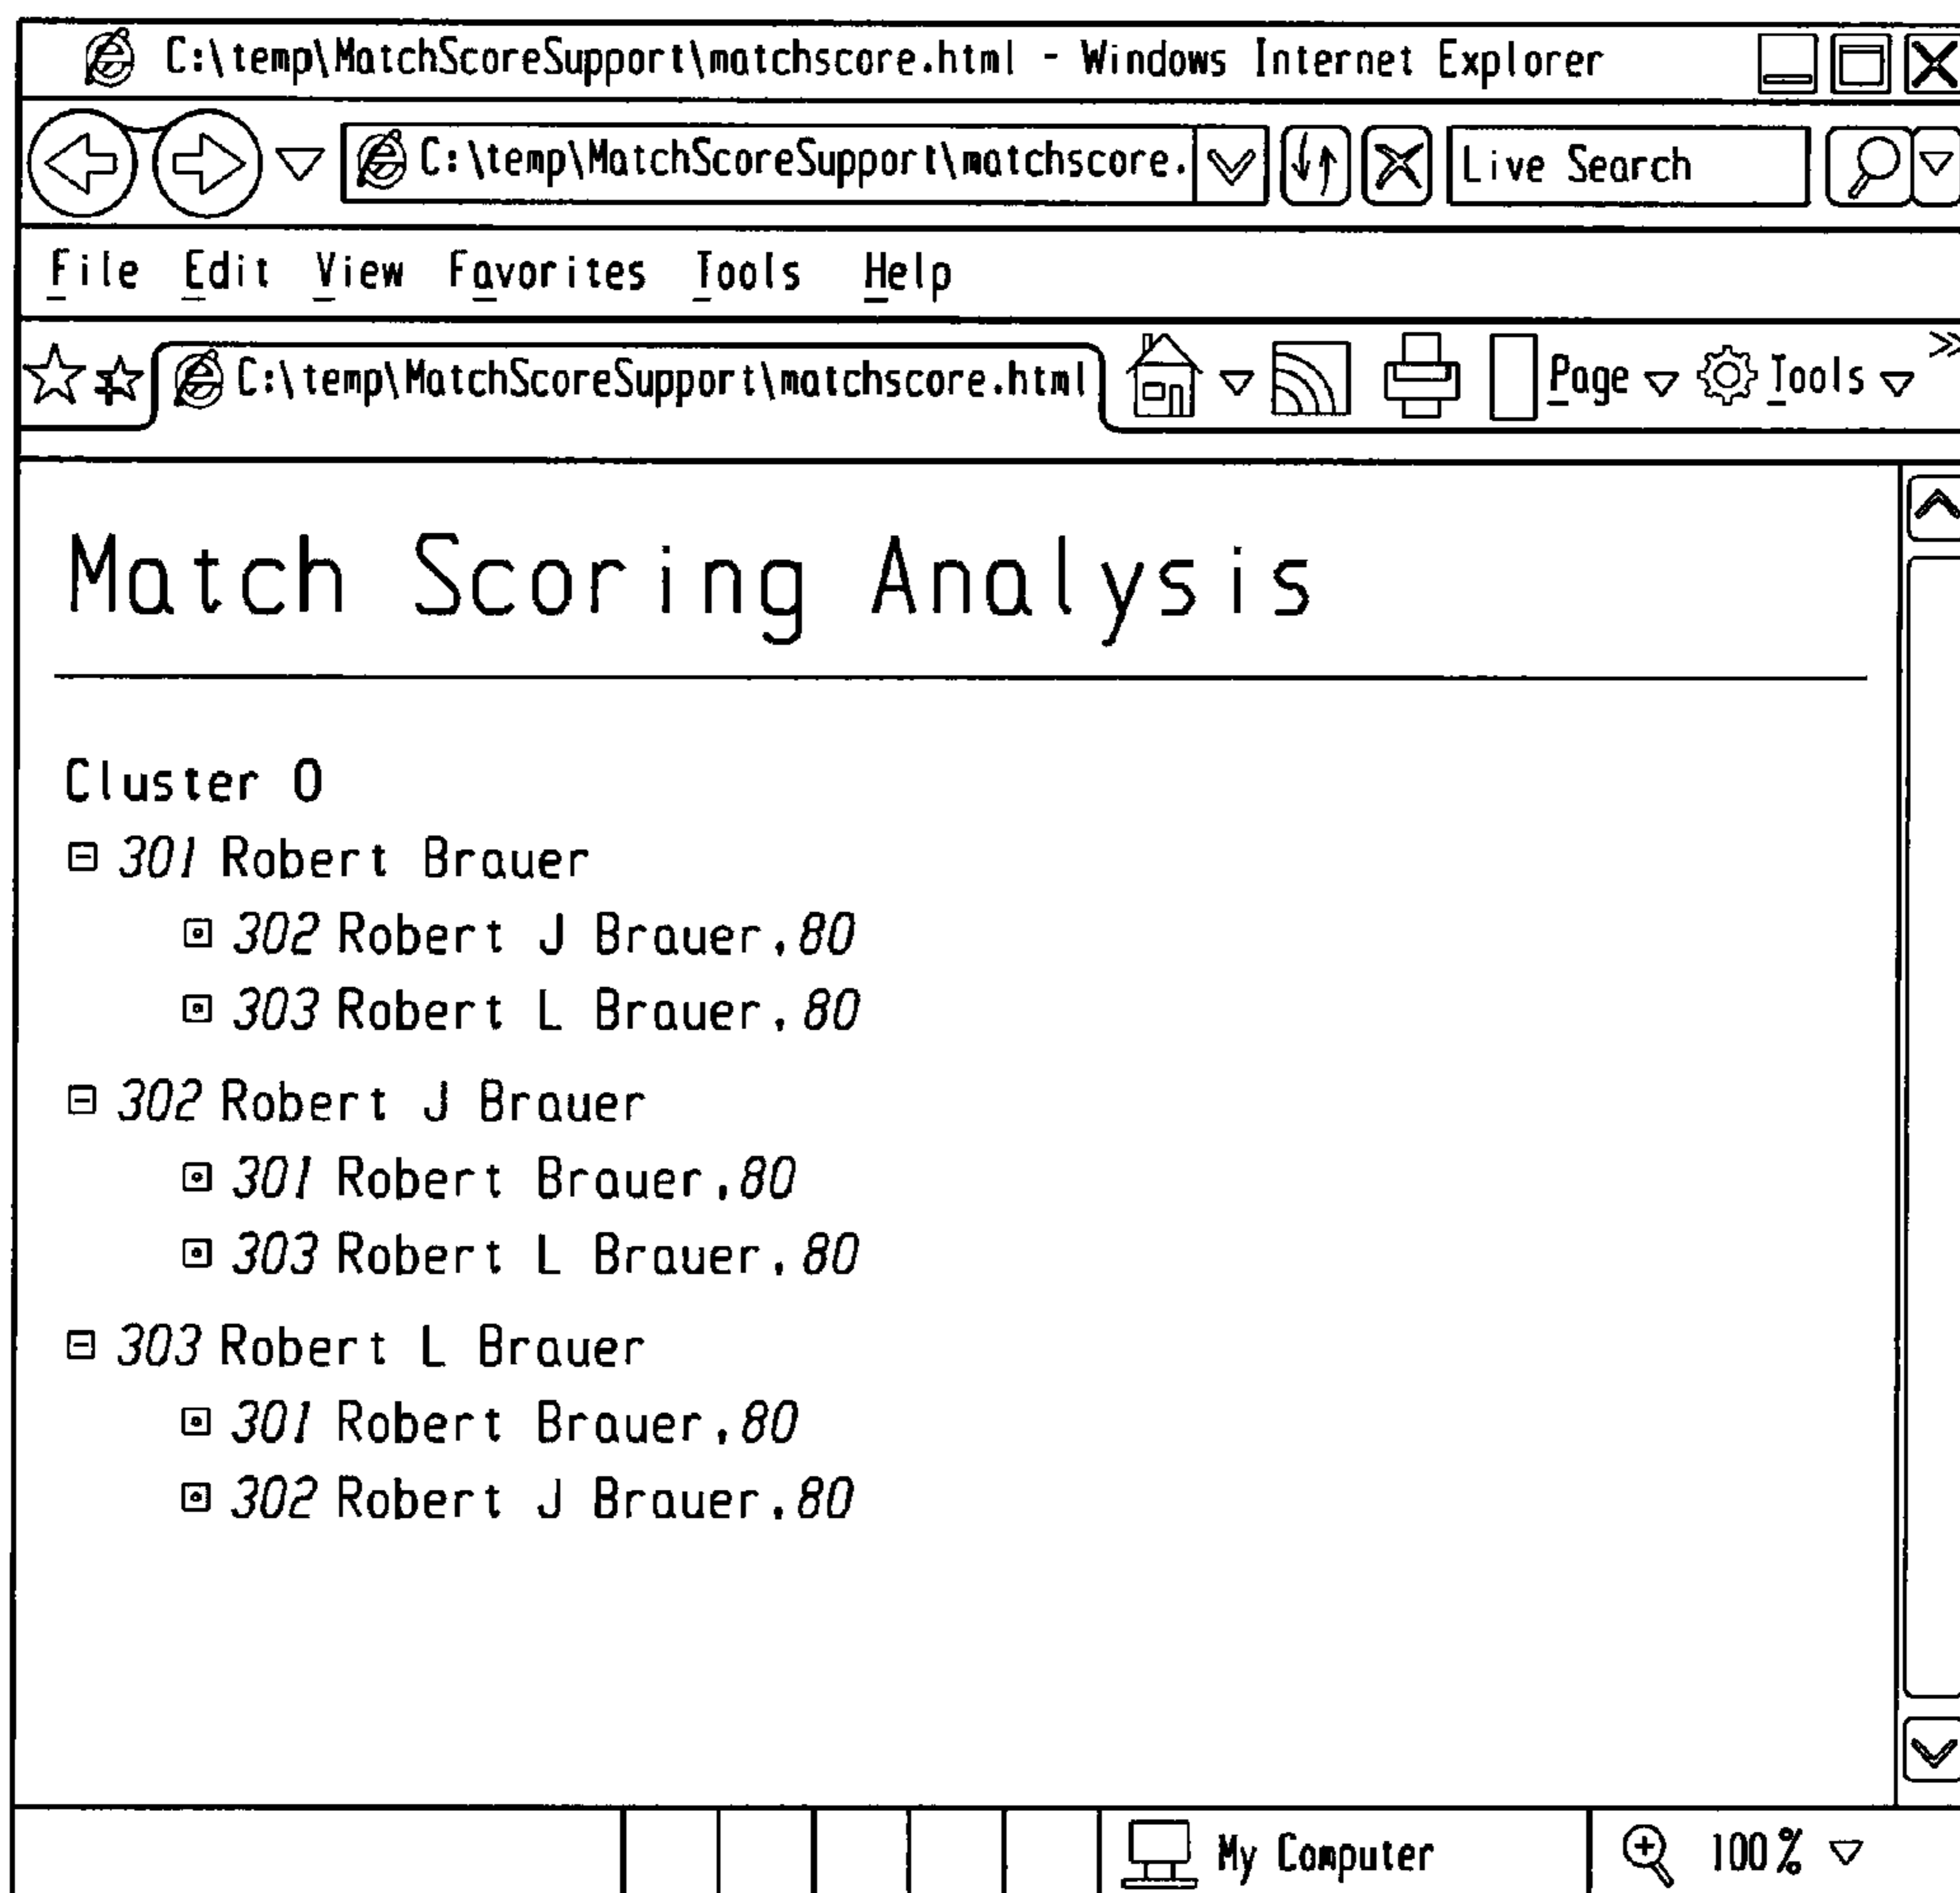 C:\temp\MatchScoreSupport\matchscore.html - Windows Internet Explorer
C:\temp\MatchScoreSupport\matchscore. Live Search
File Edit View Favorites Tools Help
C:\temp\MatchScoreSupport\matchscore.html Page Tools »
Match Scoring Analysis
Cluster 0
301 Robert Brauer
302 Robert J Brauer, 80
303 Robert L Brauer, 80
302 Robert J Brauer
301 Robert Brauer, 80
303 Robert L Brauer, 80
303 Robert L Brauer
301 Robert Brauer, 80
302 Robert J Brauer, 80
My Computer 100%